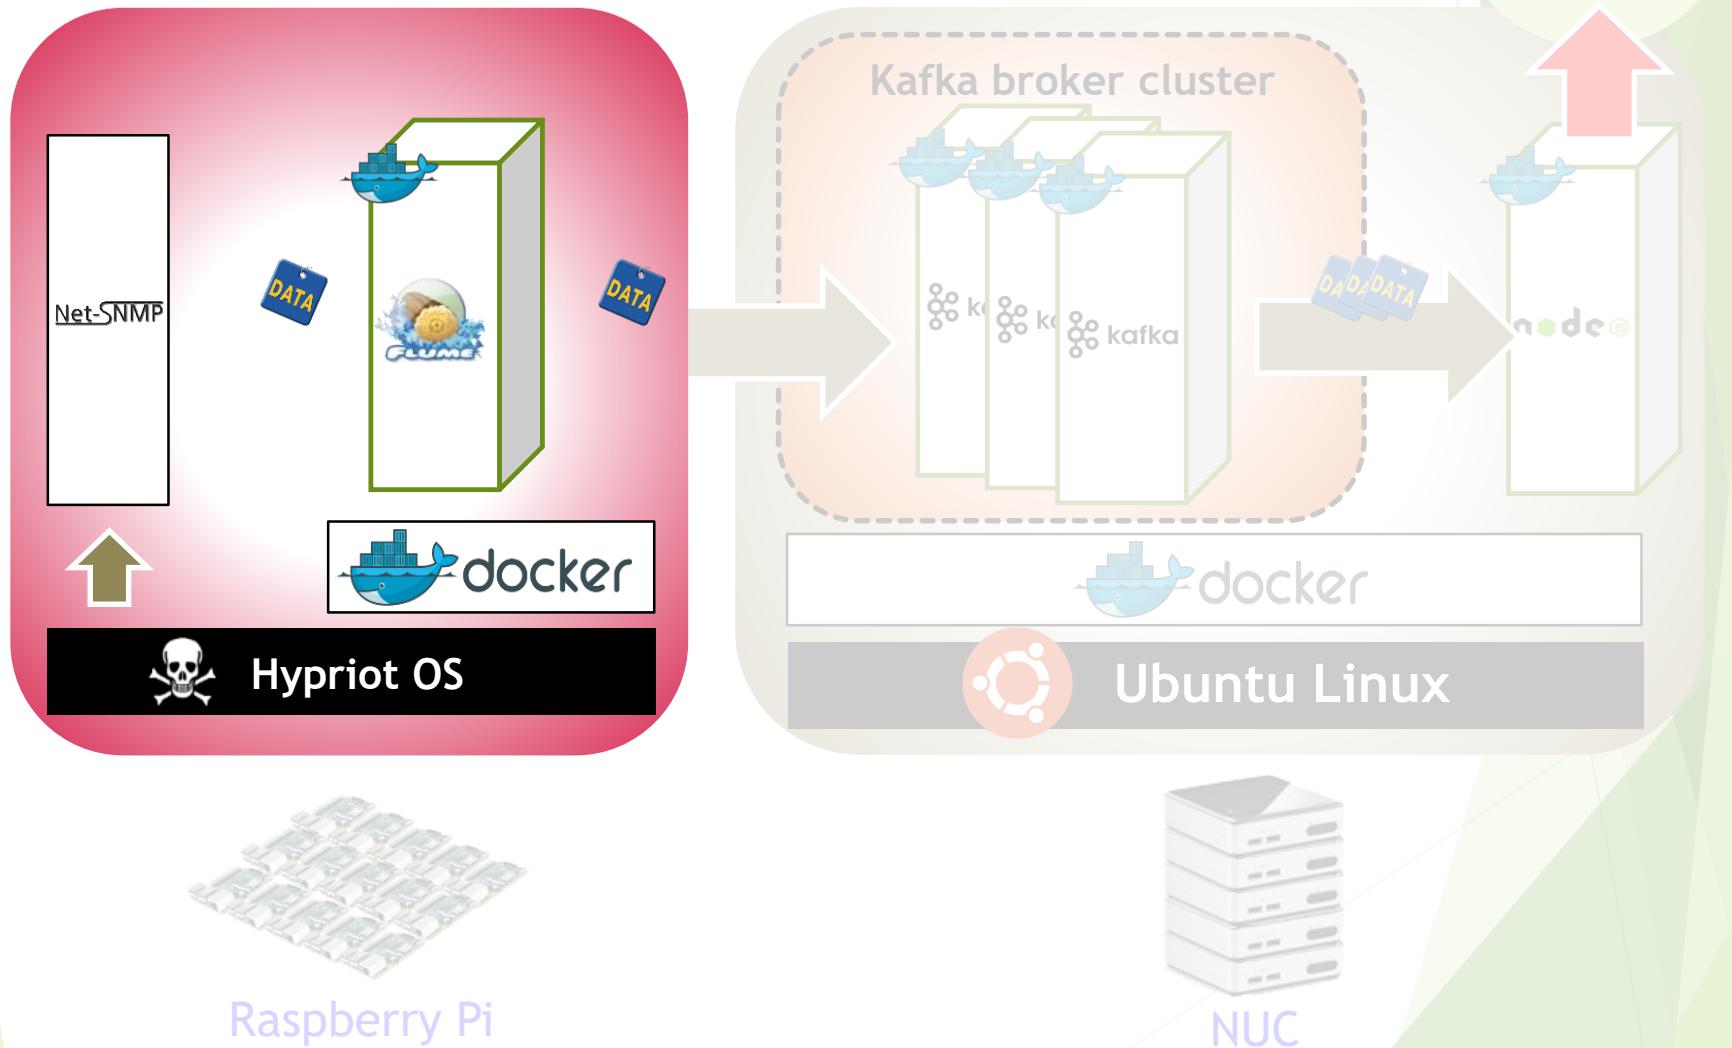 Kafka broker cluster
Net-SNMP
DATA
DATA
FLUME
kafka
DATA
node
JS
docker
docker
Hypriot OS
Ubuntu Linux
Raspberry Pi
NUC